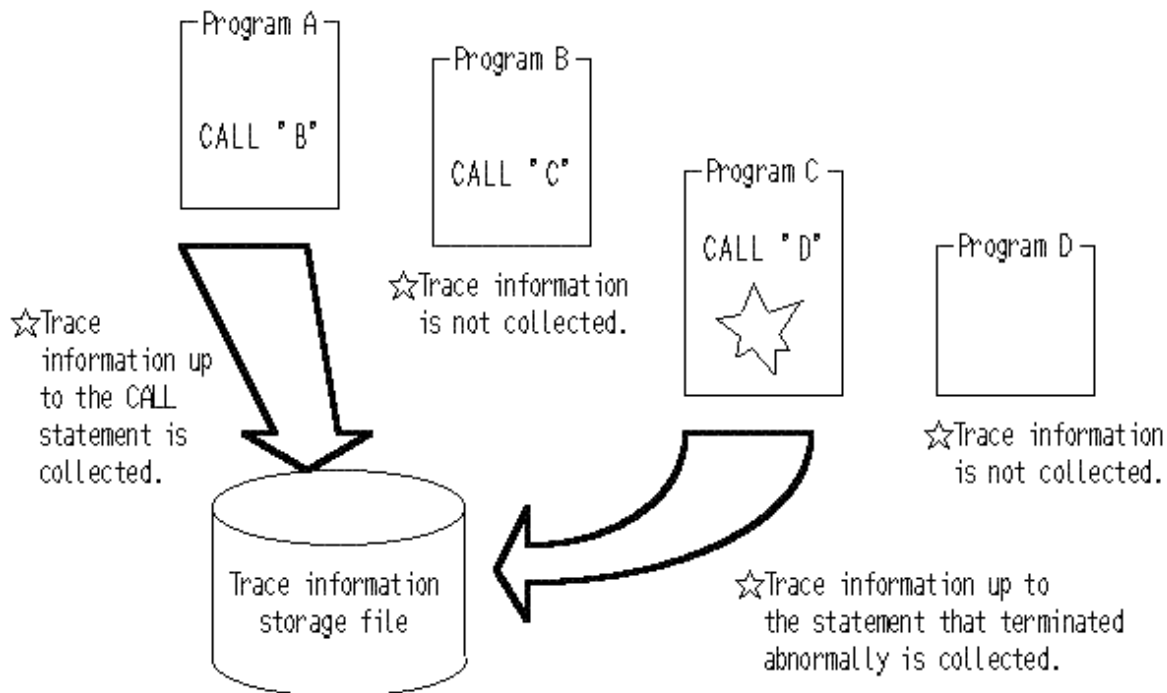 Program A
CALL "B"
Program B
CALL "C"
Program C
CALL "D"
Program D
☆Trace information
is not collected.
☆Trace
information up
to the CALL
statement is
collected.
☆Trace information
is not collected.
Trace information
storage file
☆Trace information up to
the statement that terminated
abnormally is collected.